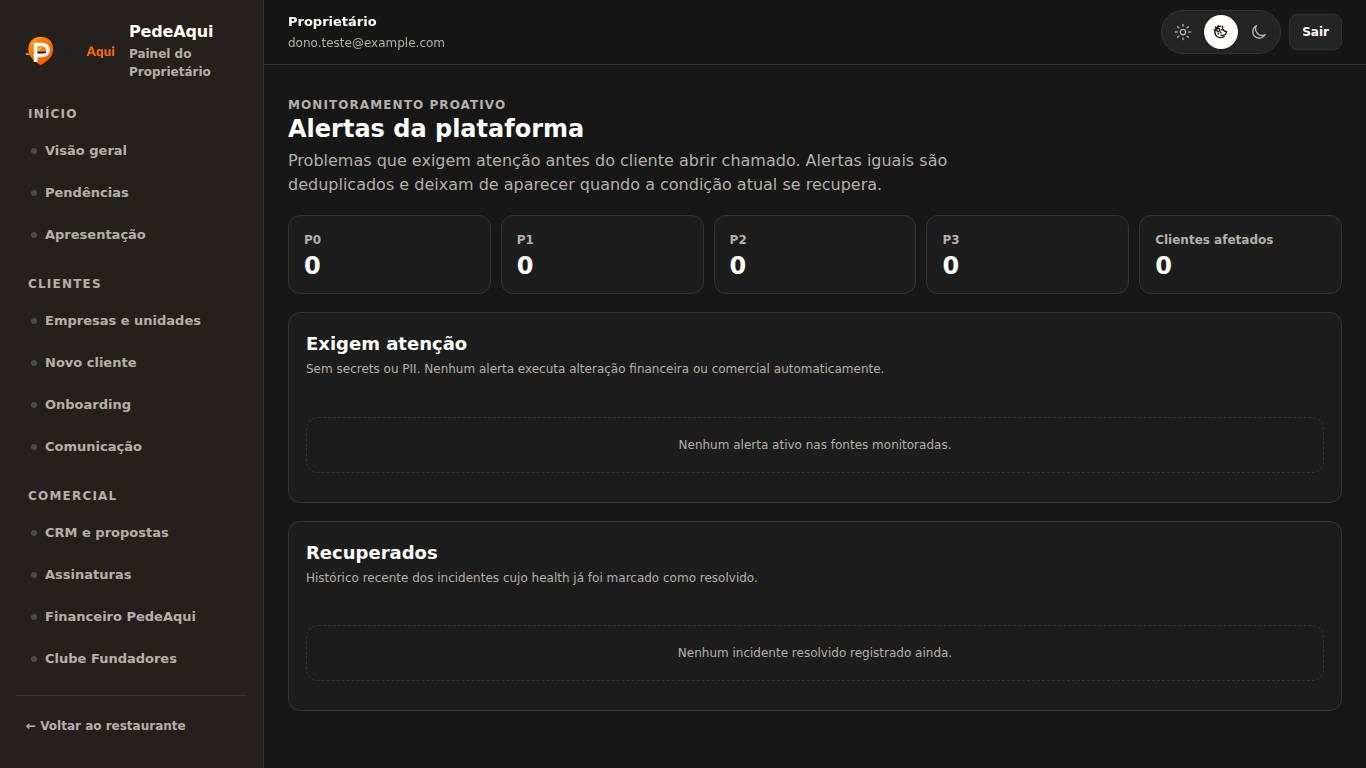 Aqui
PedeAqui
Painel do
Proprietário
INÍCIO
Visão geral
Pendências
Apresentação
CLIENTES
Empresas e unidades
Novo cliente
Onboarding
Comunicação
COMERCIAL
CRM e propostas
Assinaturas
Financeiro PedeAqui
Clube Fundadores
← Voltar ao restaurante
Proprietário
dono.teste@example.com
Sair
MONITORAMENTO PROATIVO
Alertas da plataforma
Problemas que exigem atenção antes do cliente abrir chamado. Alertas iguais são
deduplicados e deixam de aparecer quando a condição atual se recupera.
P0
0
P1
0
P2
0
P3
0
Clientes afetados
0
Exigem atenção
Sem secrets ou PII. Nenhum alerta executa alteração financeira ou comercial automaticamente.
Nenhum alerta ativo nas fontes monitoradas.
Recuperados
Histórico recente dos incidentes cujo health já foi marcado como resolvido.
Nenhum incidente resolvido registrado ainda.